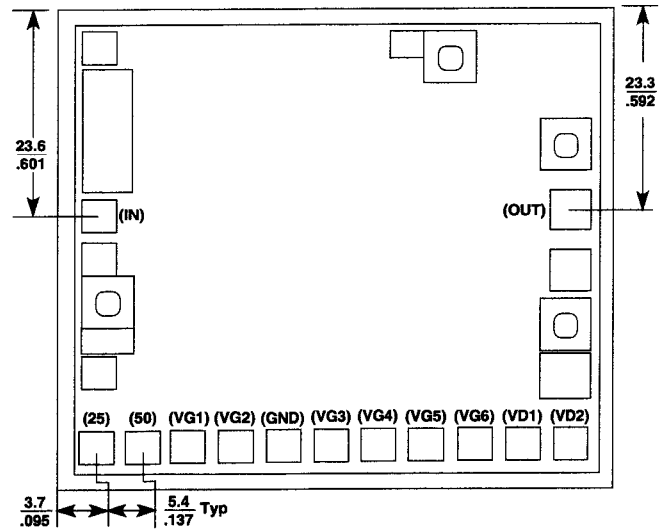 23.3
.592
23.6
.601
(IN)
(OUT)
(25) (50) (VG1) (VG2) (GND) (VG3) (VG4) (VG5) (VG6) (VD1) (VD2)
3.7
.095
5.4 Typ
.137